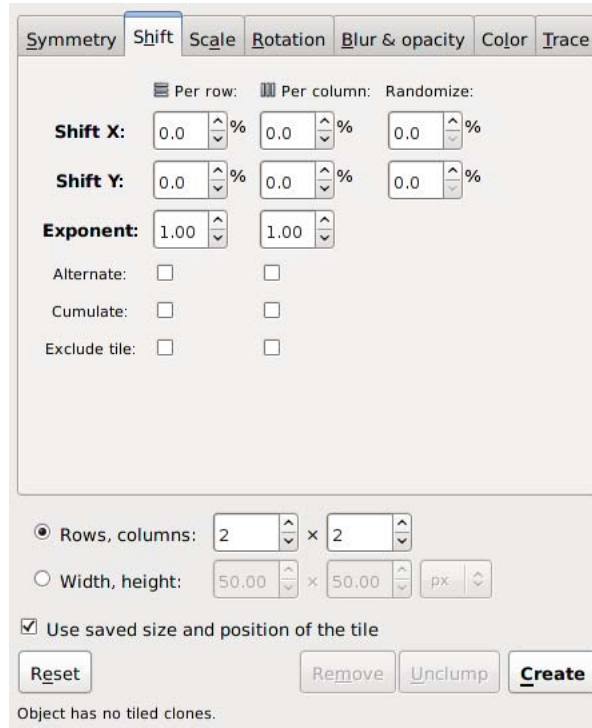 Symmetry Shift Scale Rotation Blur & opacity Color Trace
Per row: Per column: Randomize:
Shift X: 0.0 % 0.0 % 0.0 %
Shift Y: 0.0 % 0.0 % 0.0 %
Exponent: 1.00 1.00
Alternate:
Cumulate:
Exclude tile:
Rows, columns: 2 × 2
Width, height: 50.00 × 50.00 px
Use saved size and position of the tile
Reset Remove Unclump Create
Object has no tiled clones.